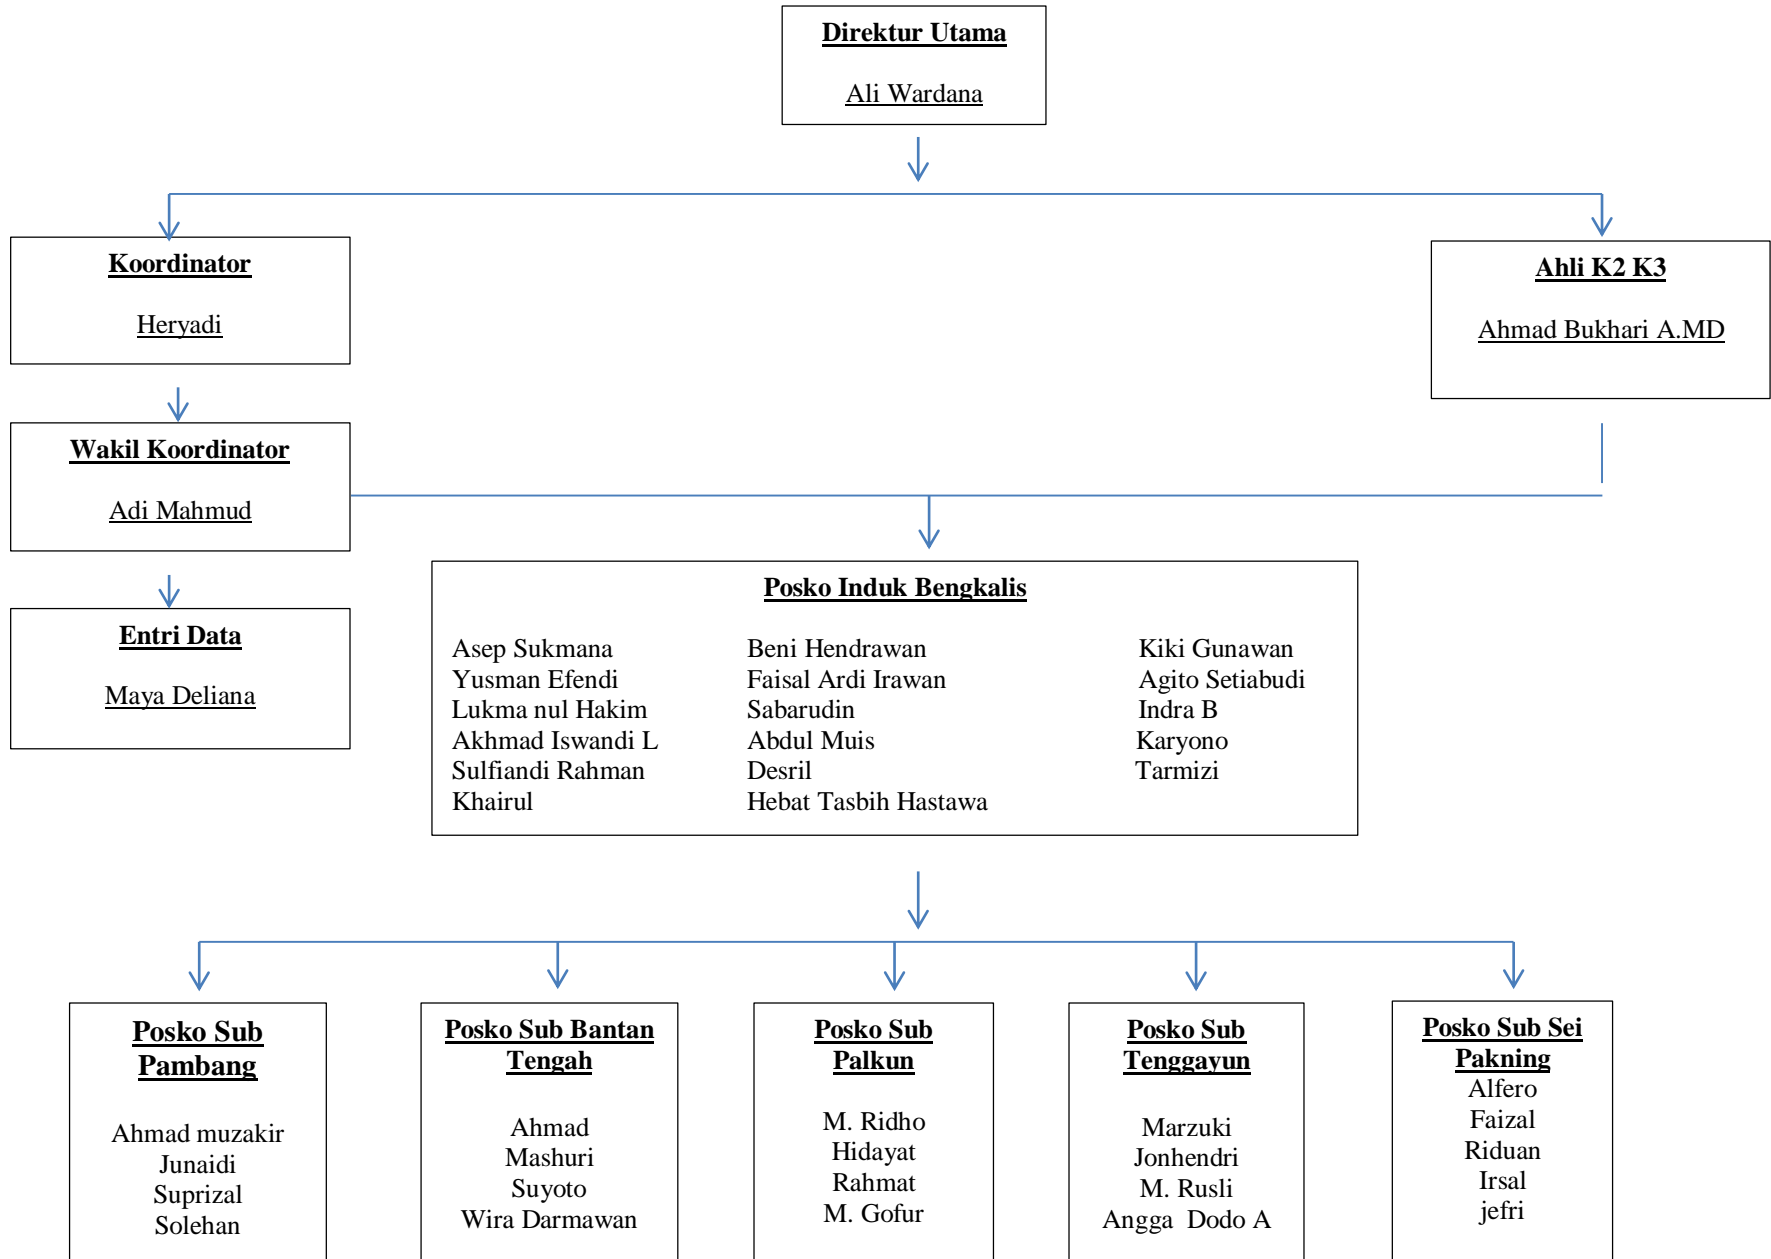 Direktur Utama
Ali Wardana
Koordinator
Heryadi
Ahli K2 K3
Ahmad Bukhari A.MD
Wakil Koordinator
Adi Mahmud
Entri Data
Maya Deliana
Posko Induk Bengkalis
Asep Sukmana Beni Hendrawan Kiki Gunawan
Yusman Efendi Faisal Ardi Irawan Agito Setiabudi
Lukma nul Hakim Sabarudin Indra B
Akhmad Iswandi L Abdul Muis Karyono
Sulfiandi Rahman Desril Tarmizi
Khairul Hebat Tasbih Hastawa
Posko Sub
Pambang
Ahmad muzakir
Junaidi
Suprizal
Solehan
Posko Sub Bantan
Tengah
Ahmad
Mashuri
Suyoto
Wira Darmawan
Posko Sub
Palkun
M. Ridho
Hidayat
Rahmat
M. Gofur
Posko Sub
Tenggayun
Marzuki
Jonhendri
M. Rusli
Angga Dodo A
Posko Sub Sei
Pakning
Alfero
Faizal
Riduan
Irsal
jefri